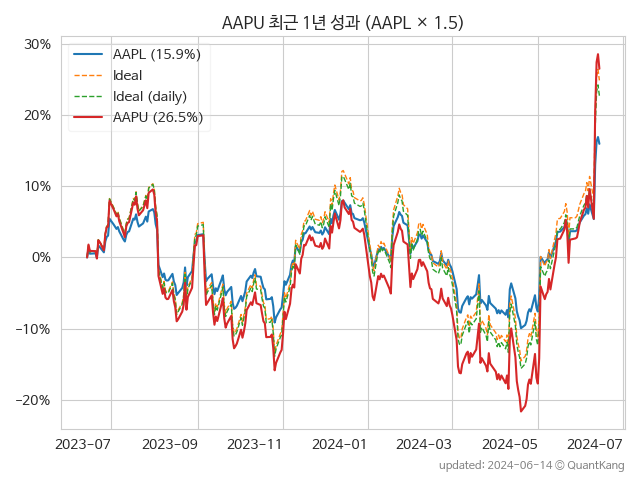 AAPU 최근 1년 성과 (AAPL × 1.5)
30%
20%
10%
0%
−10%
−20%
AAPL (15.9%)
Ideal
Ideal (daily)
AAPU (26.5%)
2023-07
2023-09
2023-11
2024-01
2024-03
2024-05
2024-07
updated: 2024-06-14 © QuantKang